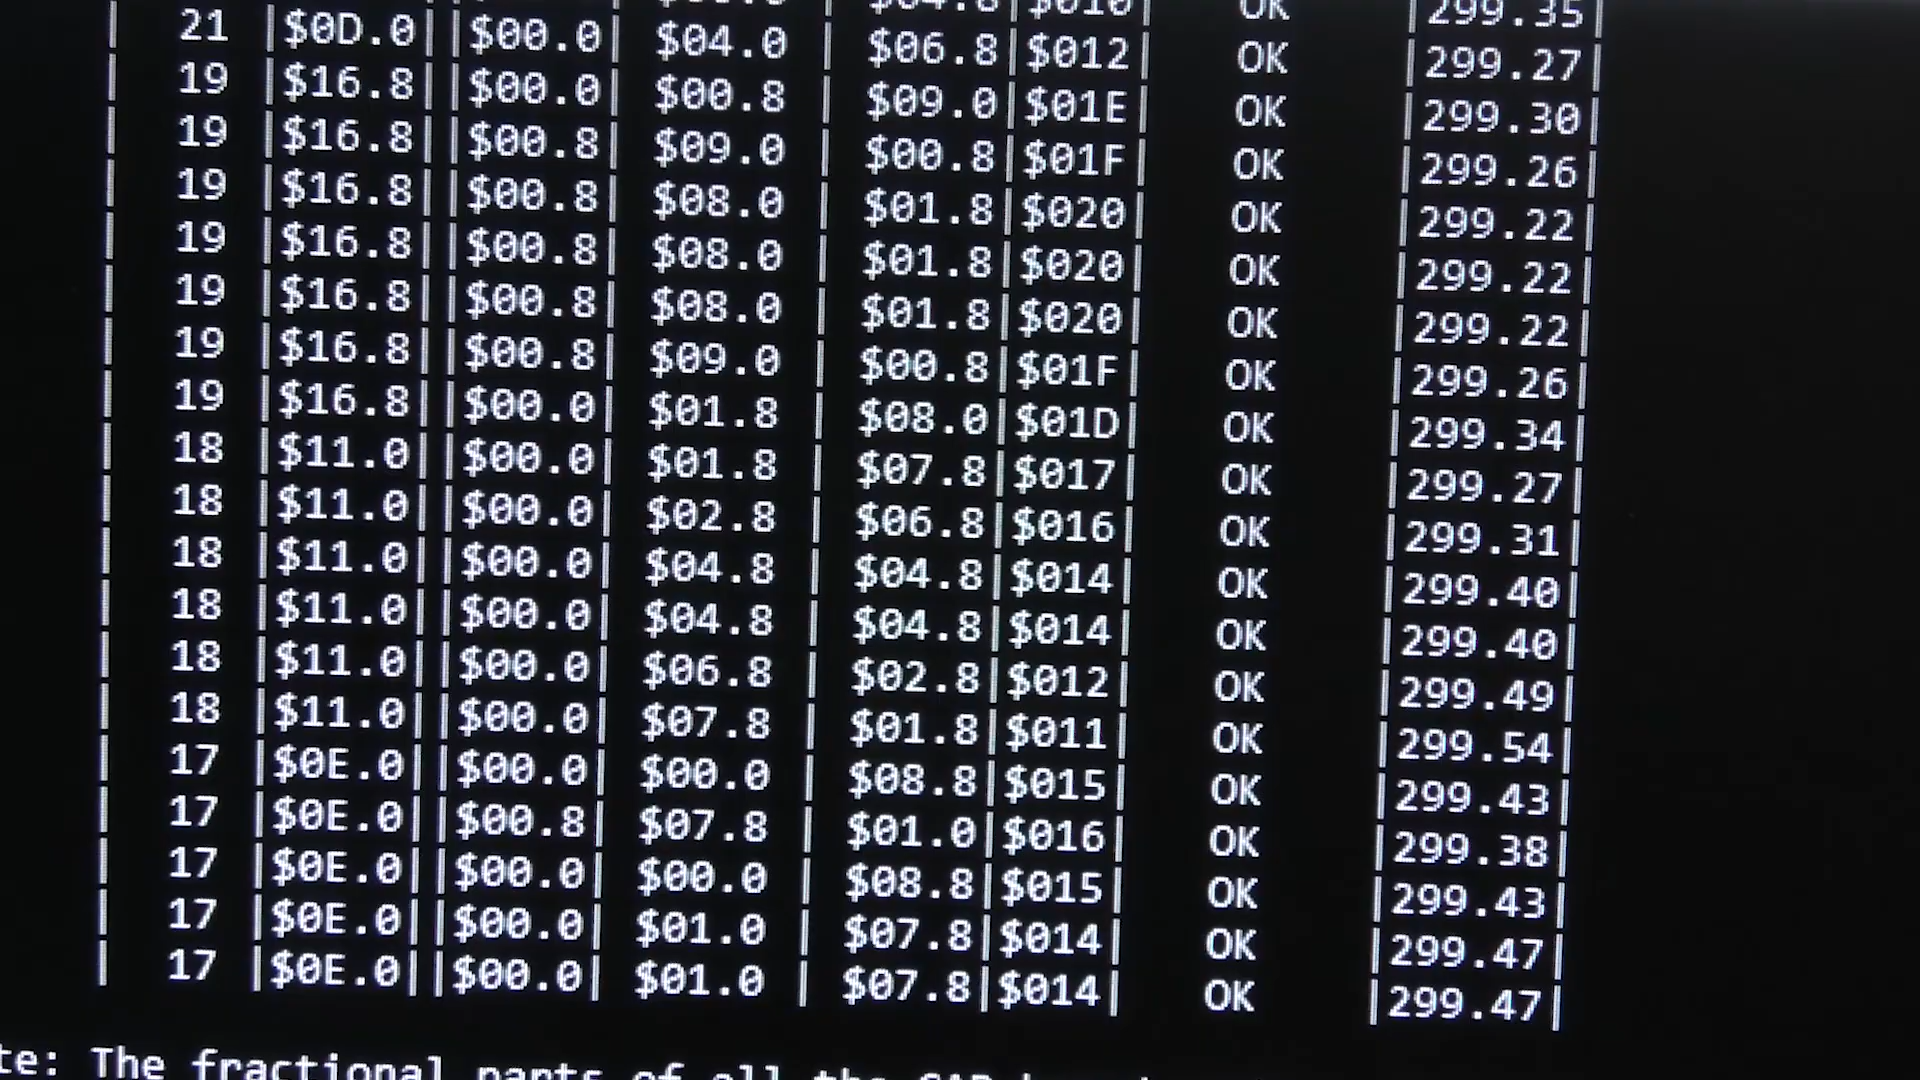 $010| OK |299.35|
| 21 |$0D.0||$00.0| $04.0 | $06.8|$012| OK |299.27|
| 19 |$16.8||$00.0| $00.8 | $09.0|$01E| OK |299.30|
| 19 |$16.8||$00.8| $09.0 | $00.8|$01F| OK |299.26|
| 19 |$16.8||$00.8| $08.0 | $01.8|$020| OK |299.22|
| 19 |$16.8||$00.8| $08.0 | $01.8|$020| OK |299.22|
| 19 |$16.8||$00.8| $08.0 | $01.8|$020| OK |299.22|
| 19 |$16.8||$00.8| $09.0 | $00.8|$01F| OK |299.26|
| 19 |$16.8||$00.0| $01.8 | $08.0|$01D| OK |299.34|
| 18 |$11.0||$00.0| $01.8 | $07.8|$017| OK |299.27|
| 18 |$11.0||$00.0| $02.8 | $06.8|$016| OK |299.31|
| 18 |$11.0||$00.0| $04.8 | $04.8|$014| OK |299.40|
| 18 |$11.0||$00.0| $04.8 | $04.8|$014| OK |299.40|
| 18 |$11.0||$00.0| $06.8 | $02.8|$012| OK |299.49|
| 18 |$11.0||$00.0| $07.8 | $01.8|$011| OK |299.54|
| 17 |$0E.0||$00.0| $00.0 | $08.8|$015| OK |299.43|
| 17 |$0E.0||$00.8| $07.8 | $01.0|$016| OK |299.38|
| 17 |$0E.0||$00.0| $00.0 | $08.8|$015| OK |299.43|
| 17 |$0E.0||$00.0| $01.0 | $07.8|$014| OK |299.47|
| 17 |$0E.0||$00.0| $01.0 | $07.8|$014| OK |299.47|
te: The fractional parts of all the